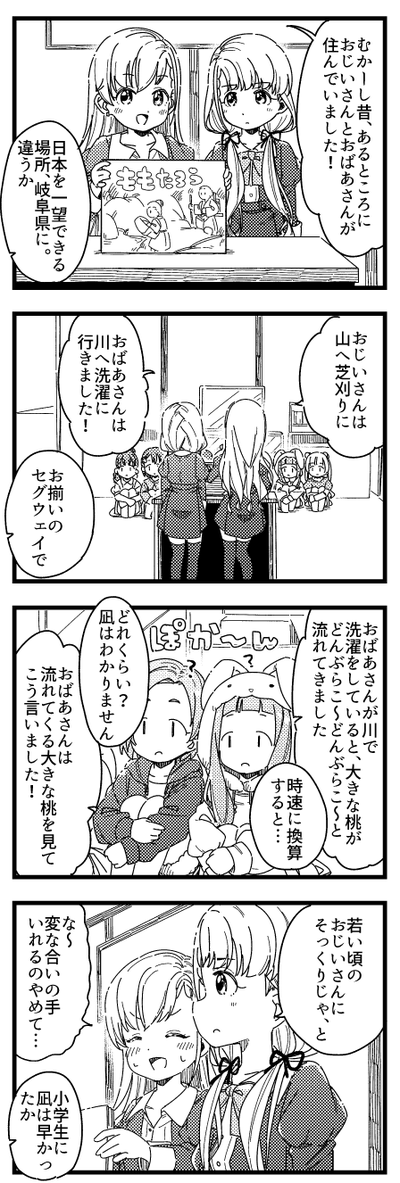 むかーし昔、あるところに
おじいさんとおばあさんが
住んでいました！
ももたろう
日本を一望できる
場所、岐阜県に。
違うか
おじいさんは
山へ芝刈りに
おばあさんは
川へ洗濯に
行きました！
お揃いの
セグウェイで
おばあさんが川で
洗濯をしていると、大きな桃が
どんぶらこ〜どんぶらこ〜と
流れてきました
ぽか〜ん
?
?
時速に換算
すると…
どれくらい？
凪はわかりません
おばあさんは
流れてくる大きな桃を見て
こう言いました！
若い頃の
おじいさんに
そっくりじゃ、と
な〜
変な合いの手
いれるのやめて…
小学生に
凪は早かっ
たか